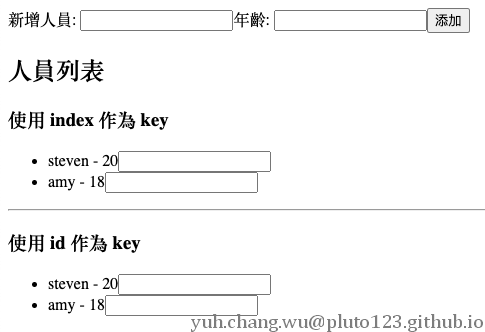 新增人員: 年齡: 添加
人員列表
使用 index 作為 key
steven - 20
amy - 18
使用 id 作為 key
steven - 20
amy - 18
yuh.chang.wu@pluto123.github.io